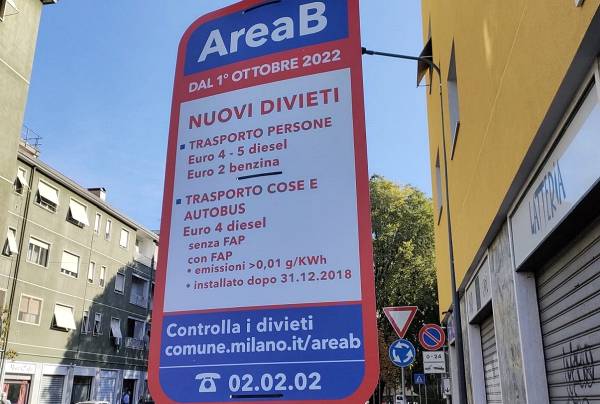 AreaB
DAL 1° OTTOBRE 2022
NUOVI DIVIETI
TRASPORTO PERSONE
Euro 4 - 5 diesel
Euro 2 benzina
TRASPORTO COSE E
AUTOBUS
Euro 4 diesel
senza FAP
con FAP
• emissioni >0,01 g/KWh
• installato dopo 31.12.2018
Controlla i divieti
comune.milano.it/areab
02.02.02
LATTERIA
0-24